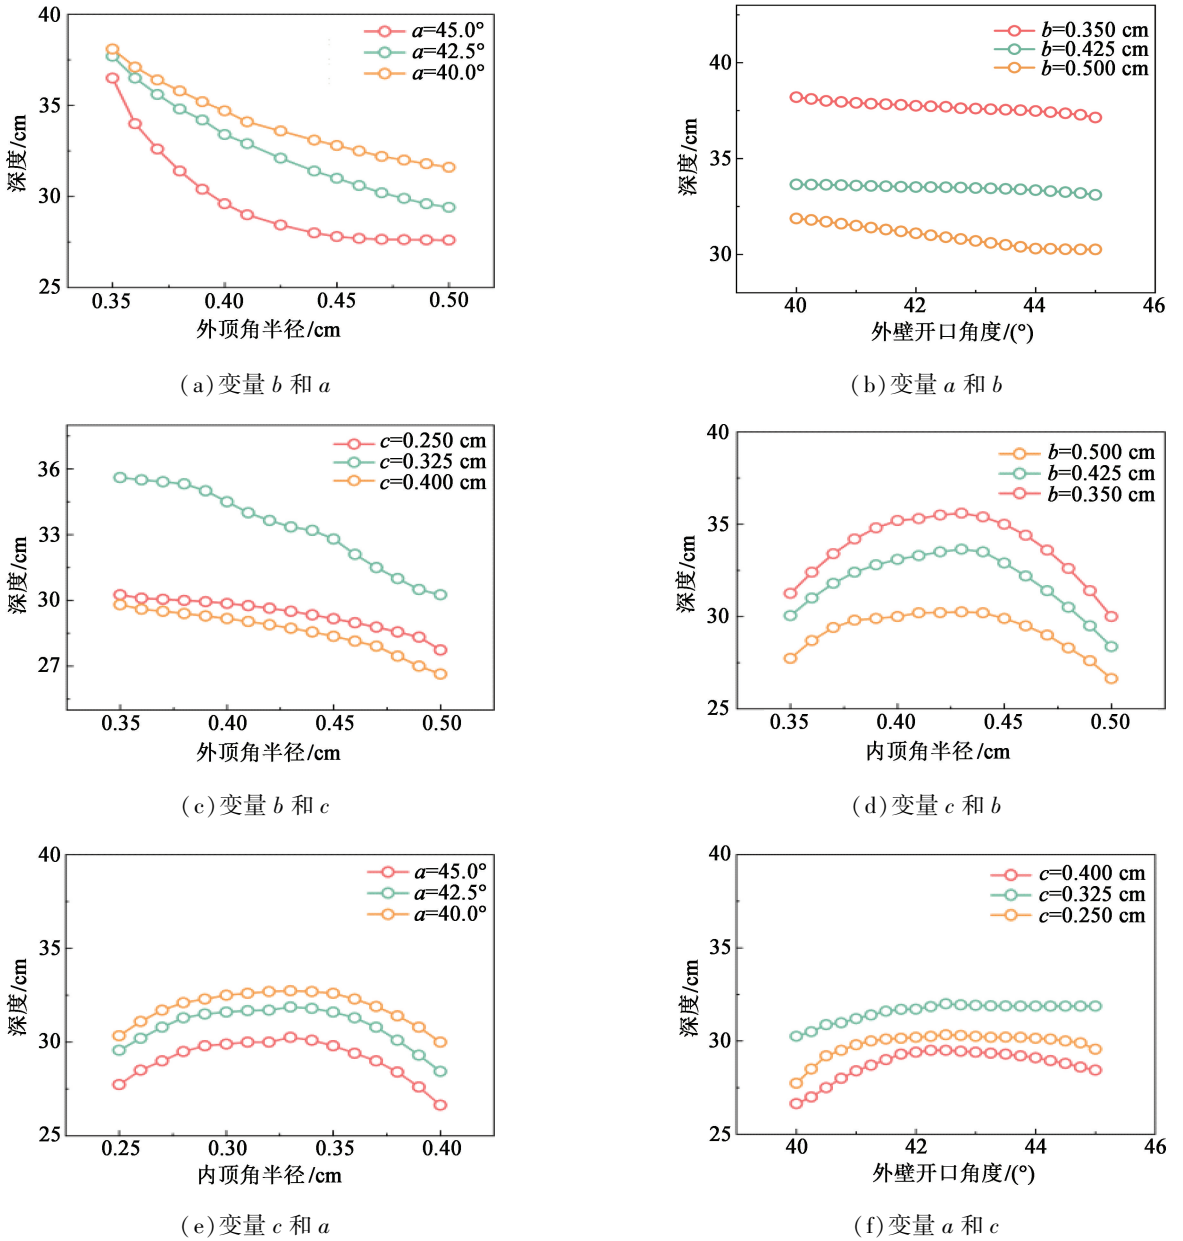 40
35
30
25
深度/cm
a=45.0°
a=42.5°
a=40.0°
0.35 0.40 0.45 0.50
外顶角半径/cm
(a)变量 b 和 a
40
35
30
深度/cm
b=0.350 cm
b=0.425 cm
b=0.500 cm
40 42 44 46
外壁开口角度/(°)
(b)变量 a 和 b
36
33
30
27
深度/cm
c=0.250 cm
c=0.325 cm
c=0.400 cm
0.35 0.40 0.45 0.50
外顶角半径/cm
(c)变量 b 和 c
40
35
30
25
深度/cm
b=0.500 cm
b=0.425 cm
b=0.350 cm
0.35 0.40 0.45 0.50
内顶角半径/cm
(d)变量 c 和 b
40
35
30
25
深度/cm
a=45.0°
a=42.5°
a=40.0°
0.25 0.30 0.35 0.40
内顶角半径/cm
(e)变量 c 和 a
40
35
30
25
深度/cm
c=0.400 cm
c=0.325 cm
c=0.250 cm
40 42 44 46
外壁开口角度/(°)
(f)变量 a 和 c